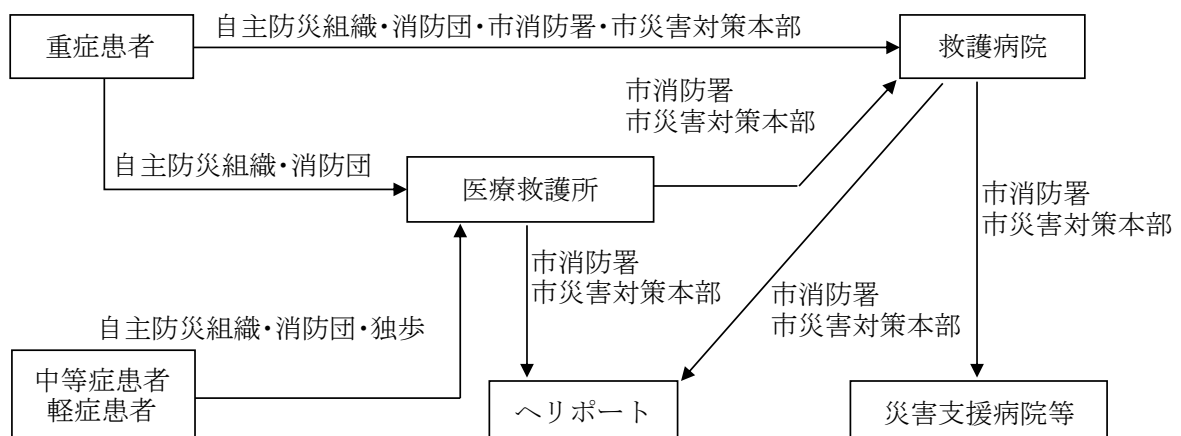 自主防災組織・消防団・市消防署・市災害対策本部
重症患者
救護病院
市消防署
市災害対策本部
自主防災組織・消防団
医療救護所
市消防署
市災害対策本部
市消防署
市災害対策本部
市消防署
市災害対策本部
自主防災組織・消防団・独歩
中等症患者
軽症患者
ヘリポート
災害支援病院等